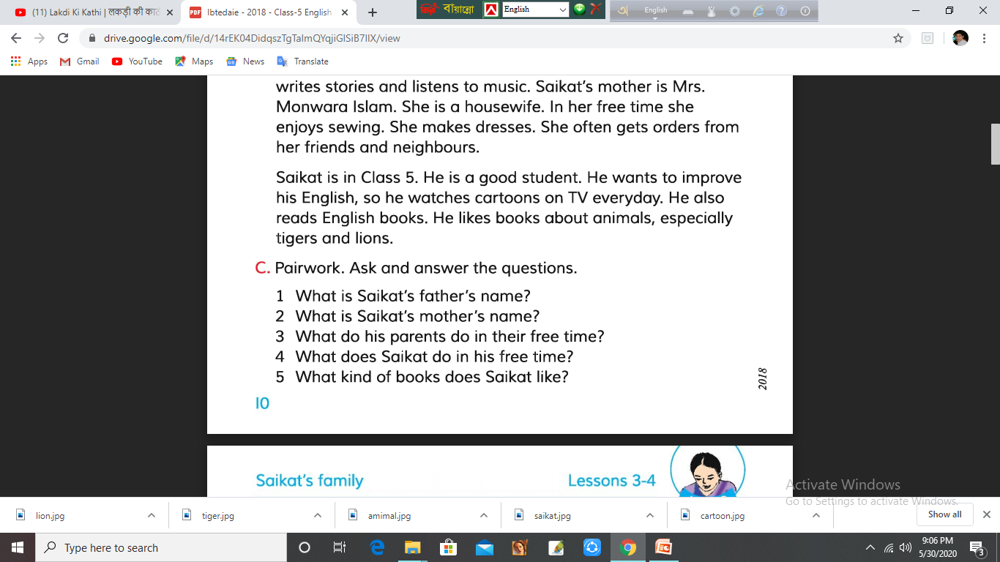 (11) Lakdi Ki Kathi | लकड़ी की काठ
Ibtedaie - 2018 - Class-5 English
বায়ান্নো
English
English
drive.google.com/file/d/
Apps Gmail YouTube Maps News Translate
writes stories and listens to music. Saikat's mother is Mrs.
Monwara Islam. She is a housewife. In her free time she
enjoys sewing. She makes dresses. She often gets orders from
her friends and neighbours.
Saikat is in Class 5. He is a good student. He wants to improve
his English, so he watches cartoons on TV everyday. He also
reads English books. He likes books about animals, especially
tigers and lions.
C. Pairwork. Ask and answer the questions.
1 What is Saikat's father's name?
2 What is Saikat's mother's name?
3 What do his parents do in their free time?
4 What does Saikat do in his free time?
5 What kind of books does Saikat like?
2018
10
Saikat's family
Lessons 3-4
Activate Windows
Go to Settings to activate Windows.
lion.jpg
tiger.jpg
amimal.jpg
saikat.jpg
cartoon.jpg
Show all
Type here to search
9:06 PM
5/30/2020
3